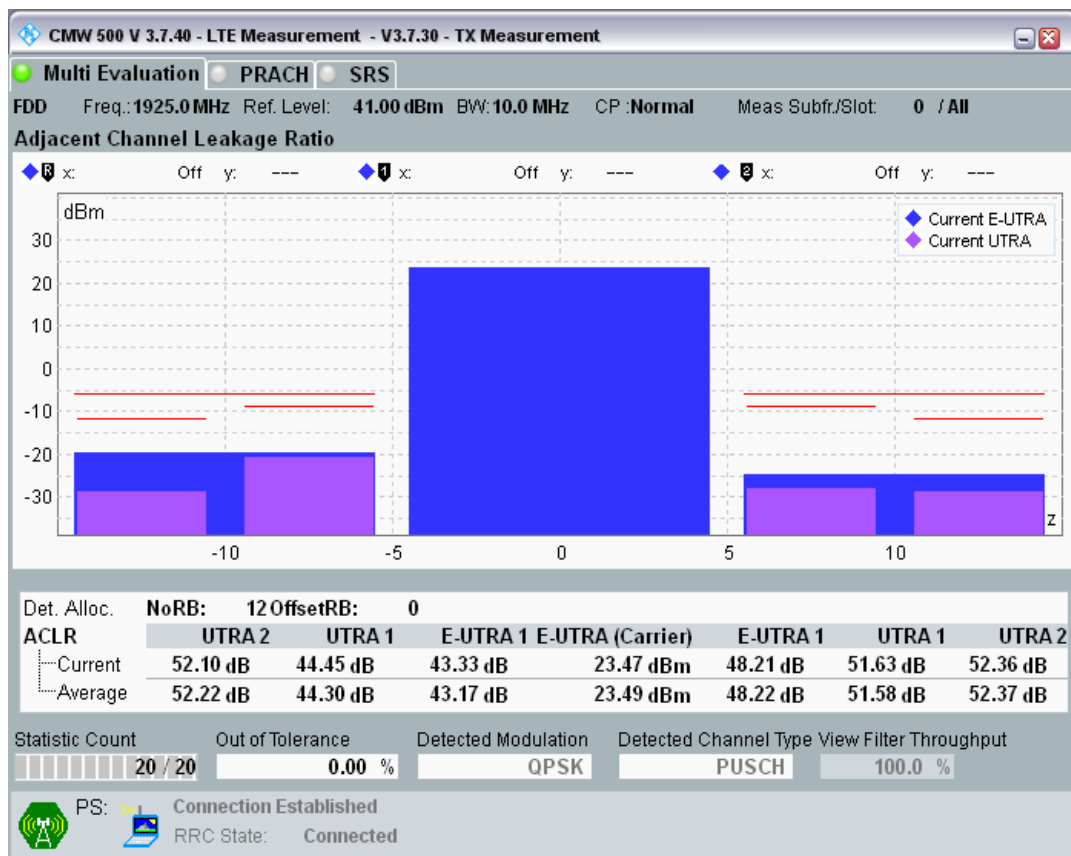 CMW 500 V 3.7.40 - LTE Measurement - V3.7.30 - TX Measurement
Multi Evaluation PRACH SRS
FDD Freq.:1925.0 MHz Ref. Level: 41.00 dBm BW:10.0 MHz CP :Normal Meas Subfr./Slot: 0 / All
Adjacent Channel Leakage Ratio
R x: Off y: --- 1 x: Off y: --- 2 x: Off y: ---
dBm
Current E-UTRA
Current UTRA
30
20
10
0
-10
-20
-30
z
-10 -5 0 5 10
Det. Alloc. NoRB: 12 OffsetRB: 0
ACLR UTRA 2 UTRA 1 E-UTRA 1 E-UTRA (Carrier) E-UTRA 1 UTRA 1 UTRA 2
Current 52.10 dB 44.45 dB 43.33 dB 23.47 dBm 48.21 dB 51.63 dB 52.36 dB
Average 52.22 dB 44.30 dB 43.17 dB 23.49 dBm 48.22 dB 51.58 dB 52.37 dB
Statistic Count Out of Tolerance Detected Modulation Detected Channel Type View Filter Throughput
20 / 20 0.00 % QPSK PUSCH 100.0 %
PS: Connection Established
RRC State: Connected